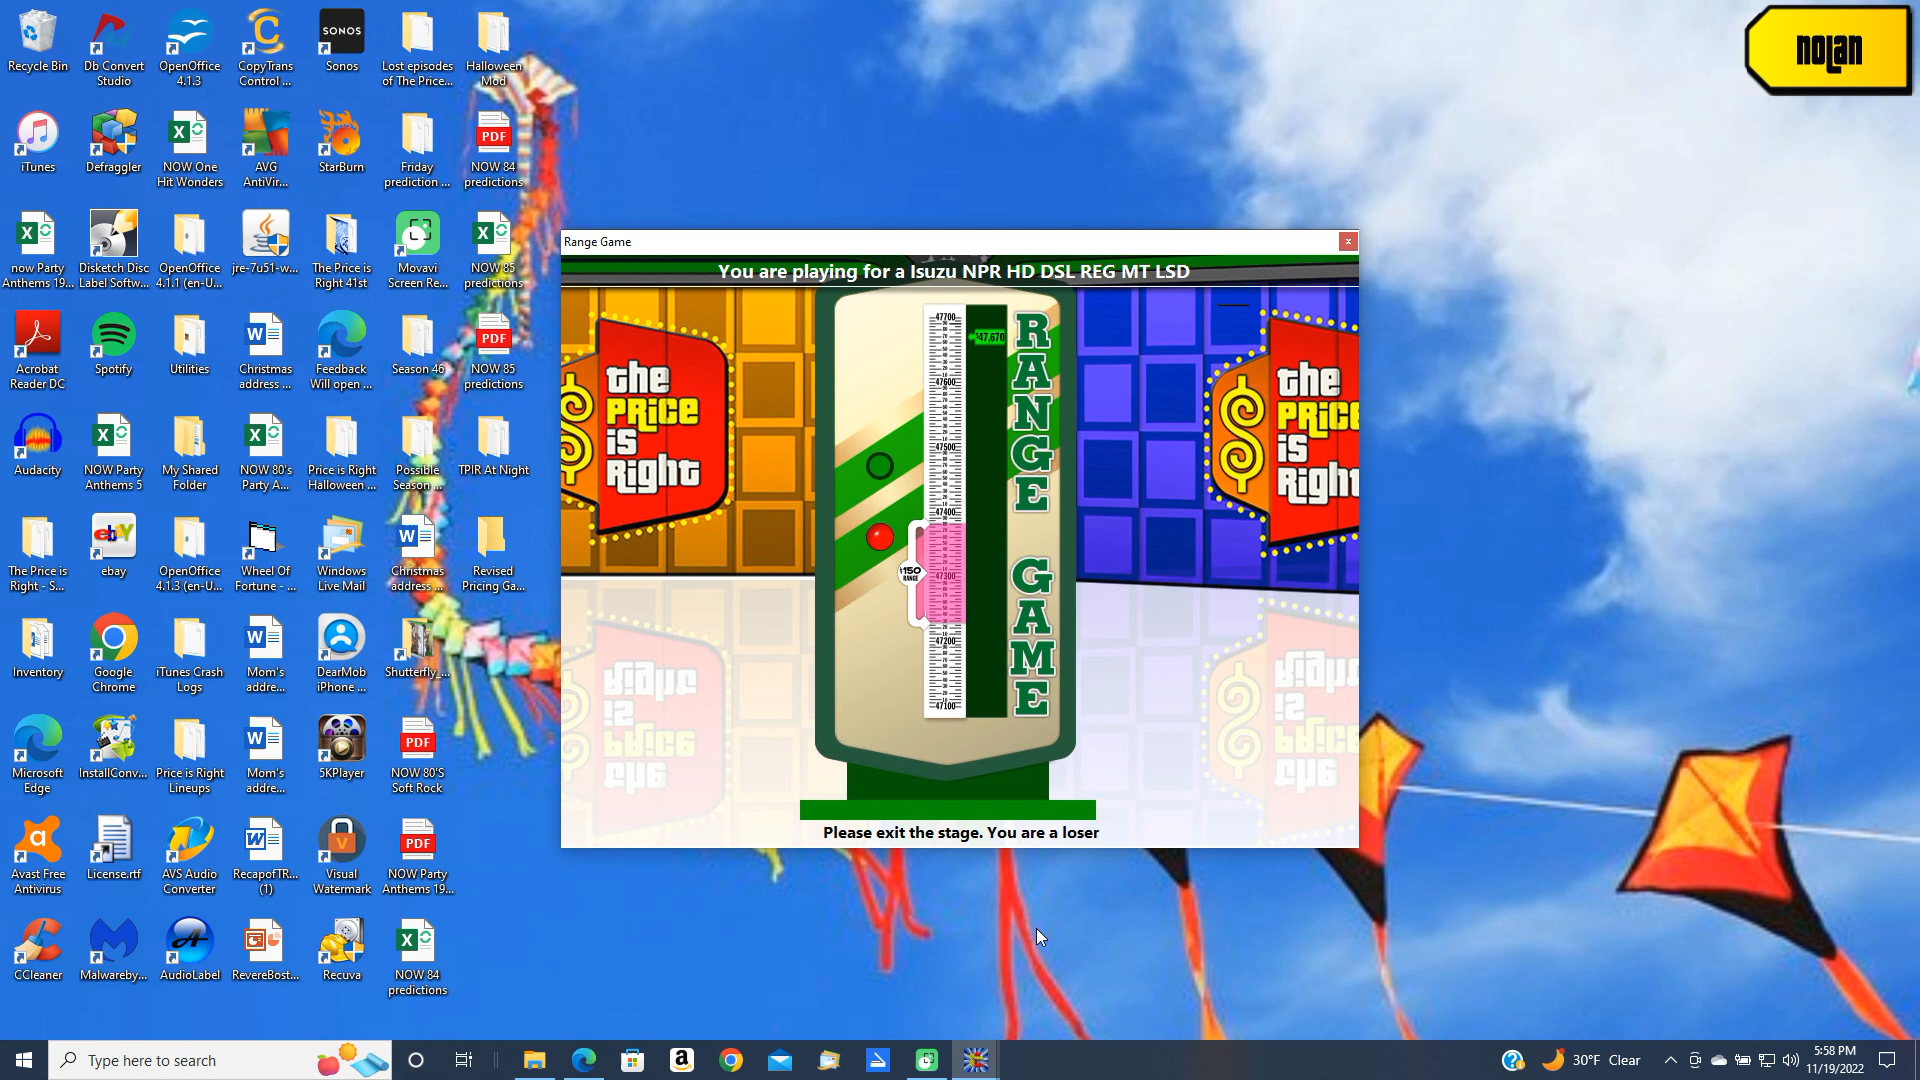 Recycle Bin
Db Convert Studio
OpenOffice 4.1.3
CopyTrans Control ...
SONOS
Sonos
Lost episodes of The Price...
Halloween Mod
nolan
iTunes
Defraggler
NOW One Hit Wonders
AVG AntiVir...
StarBurn
Friday prediction ...
PDF
NOW 84 predictions
now Party Anthems 19...
Disketch Disc Label Softw...
OpenOffice 4.1.1 (en-U...
jre-7u51-w...
The Price is Right 41st
Movavi Screen Re...
NOW 85 predictions
Acrobat Reader DC
Spotify
Utilities
Christmas address ...
Feedback Will open ...
Season 46
PDF
NOW 85 predictions
Audacity
NOW Party Anthems 5
My Shared Folder
NOW 80's Party A...
Price is Right Halloween ...
Possible Season ...
TPIR At Night
The Price is Right - S...
ebay
OpenOffice 4.1.3 (en-U...
Wheel Of Fortune - ...
Windows Live Mail
Christmas address ...
Revised Pricing Ga...
Inventory
Google Chrome
iTunes Crash Logs
Mom's addre...
DearMob iPhone ...
Shutterfly_...
Microsoft Edge
InstallConv...
Price is Right Lineups
Mom's addre...
5KPlayer
PDF
NOW 80'S Soft Rock
Avast Free Antivirus
License.rtf
AVS Audio Converter
RecapofTR... (1)
Visual Watermark
PDF
NOW Party Anthems 19...
CCleaner
Malwareby...
AudioLabel
RevereBost...
Recuva
NOW 84 predictions
Range Game
You are playing for a Isuzu NPR HD DSL REG MT LSD
the PRICE is Right
the PRICE is Right
47700
$47,670
47600
47500
47400
47300
47200
47100
$150 RANGE
RANGE GAME
Please exit the stage. You are a loser
Type here to search
30°F Clear
5:58 PM
11/19/2022